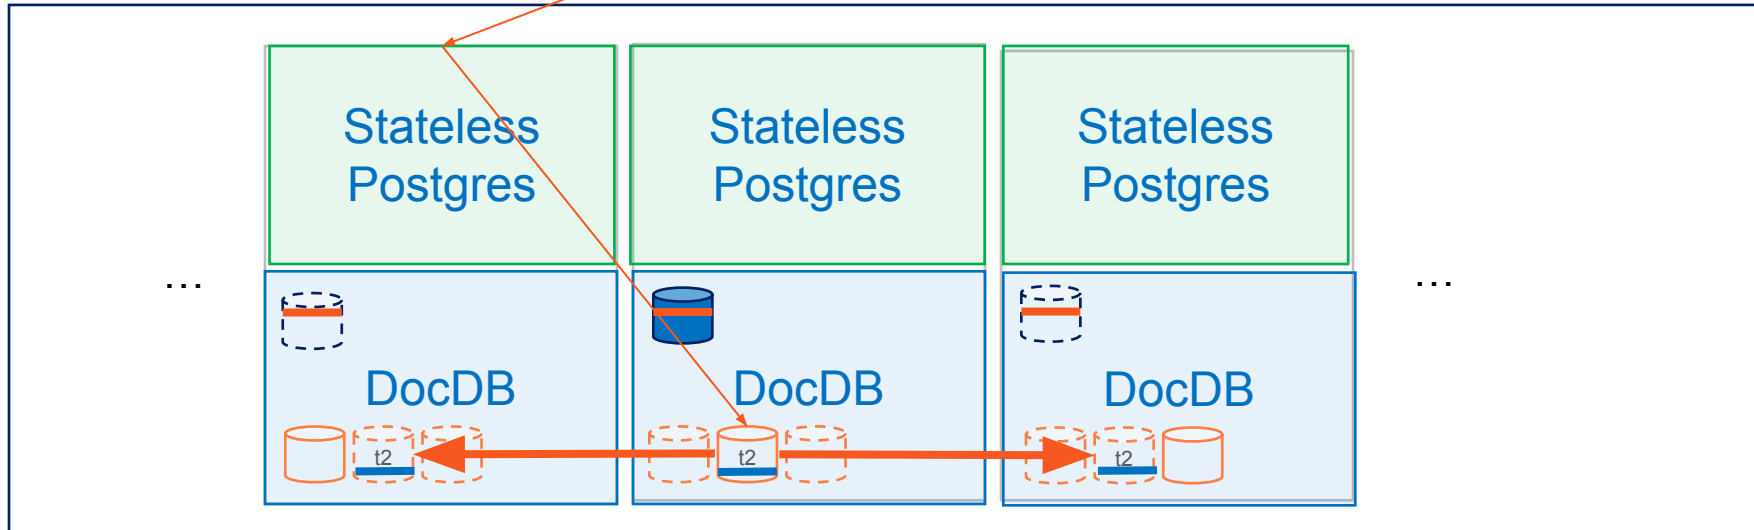 Stateless
Postgres
Stateless
Postgres
Stateless
Postgres
...
...
DocDB
DocDB
DocDB
t2
t2
t2